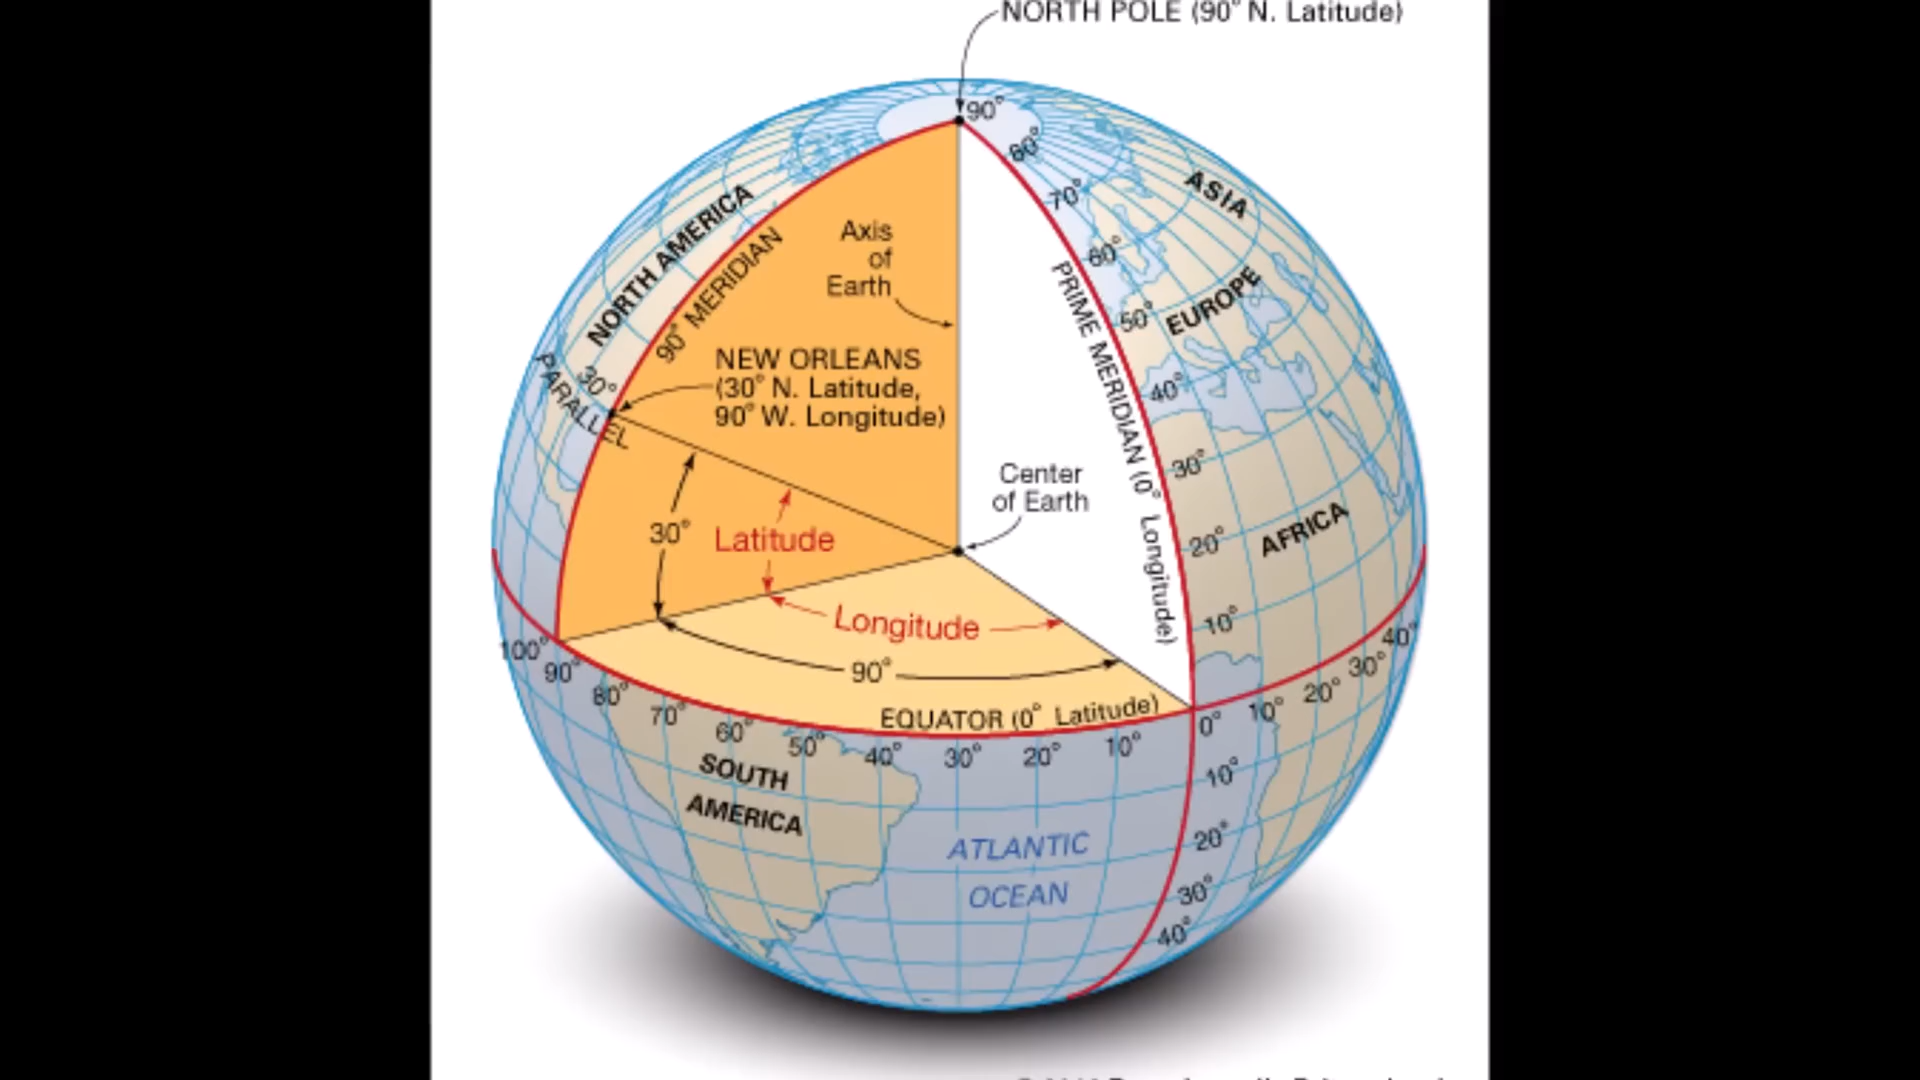 NORTH POLE (90° N. Latitude)
90°
80°
70°
60°
50°
40°
30°
20°
10°
ASIA
EUROPE
AFRICA
NORTH AMERICA
90° MERIDIAN
Axis
of
Earth
PRIME MERIDIAN (0° Longitude)
NEW ORLEANS
(30° N. Latitude,
90° W. Longitude)
30°
PARALLEL
Center
of Earth
30°
Latitude
Longitude
90°
EQUATOR (0° Latitude)
100°
90°
80°
70°
60°
50°
40°
30°
20°
10°
0°
10°
20°
30°
40°
SOUTH
AMERICA
ATLANTIC
OCEAN
10°
20°
30°
40°